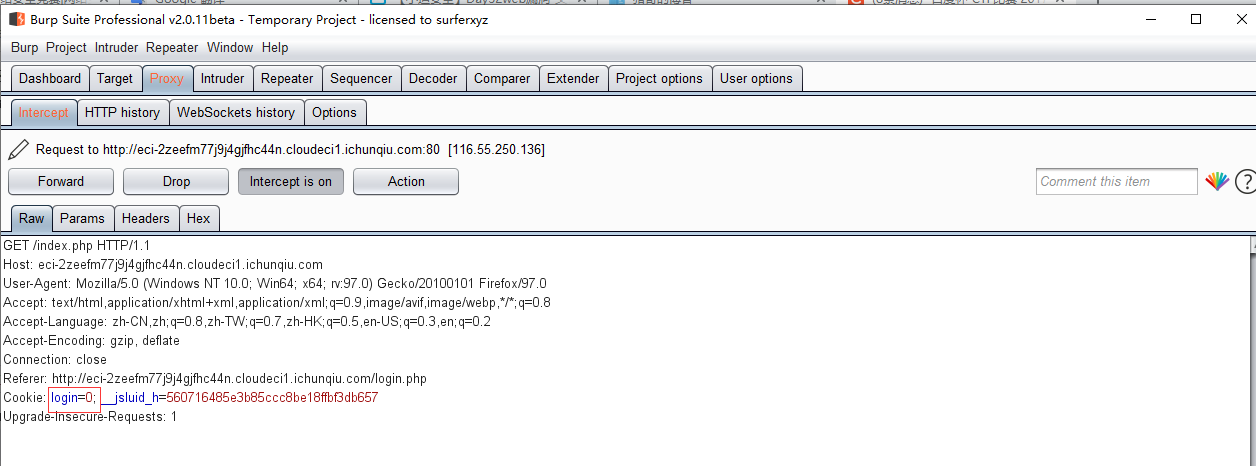 Burp Suite Professional v2.0.11beta - Temporary Project - licensed to surferxyz
Burp Project Intruder Repeater Window Help
Dashboard Target Proxy Intruder Repeater Sequencer Decoder Comparer Extender Project options User options
Intercept HTTP history WebSockets history Options
Request to http://eci-2zeefm77j9j4gjfhc44n.cloudeci1.ichunqiu.com:80 [116.55.250.136]
Forward Drop Intercept is on Action Comment this item ?
Raw Params Headers Hex
GET /index.php HTTP/1.1
Host: eci-2zeefm77j9j4gjfhc44n.cloudeci1.ichunqiu.com
User-Agent: Mozilla/5.0 (Windows NT 10.0; Win64; x64; rv:97.0) Gecko/20100101 Firefox/97.0
Accept: text/html,application/xhtml+xml,application/xml;q=0.9,image/avif,image/webp,*/*;q=0.8
Accept-Language: zh-CN,zh;q=0.8,zh-TW;q=0.7,zh-HK;q=0.5,en-US;q=0.3,en;q=0.2
Accept-Encoding: gzip, deflate
Connection: close
Referer: http://eci-2zeefm77j9j4gjfhc44n.cloudeci1.ichunqiu.com/login.php
Cookie: login=0; __jsluid_h=560716485e3b85ccc8be18ffbf3db657
Upgrade-Insecure-Requests: 1